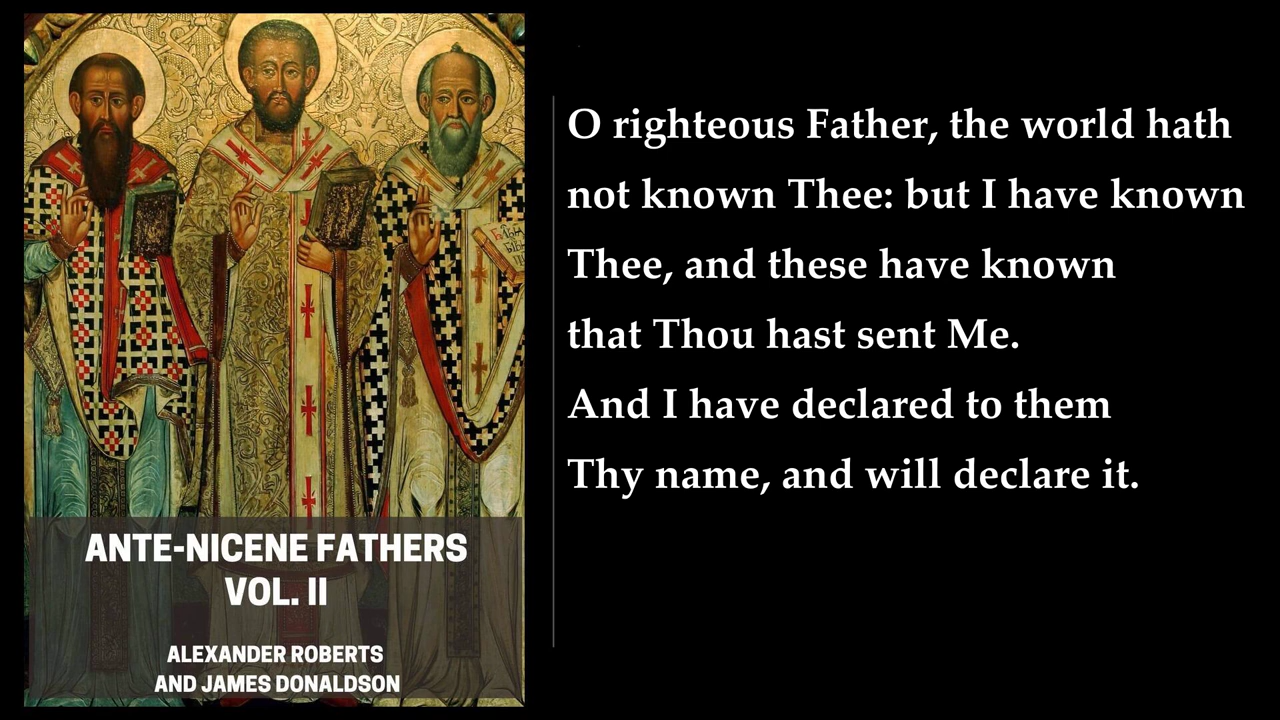 O righteous Father, the world hath
not known Thee: but I have known
Thee, and these have known
that Thou hast sent Me.
And I have declared to them
Thy name, and will declare it.
ANTE-NICENE FATHERS
VOL. II
ALEXANDER ROBERTS
AND JAMES DONALDSON